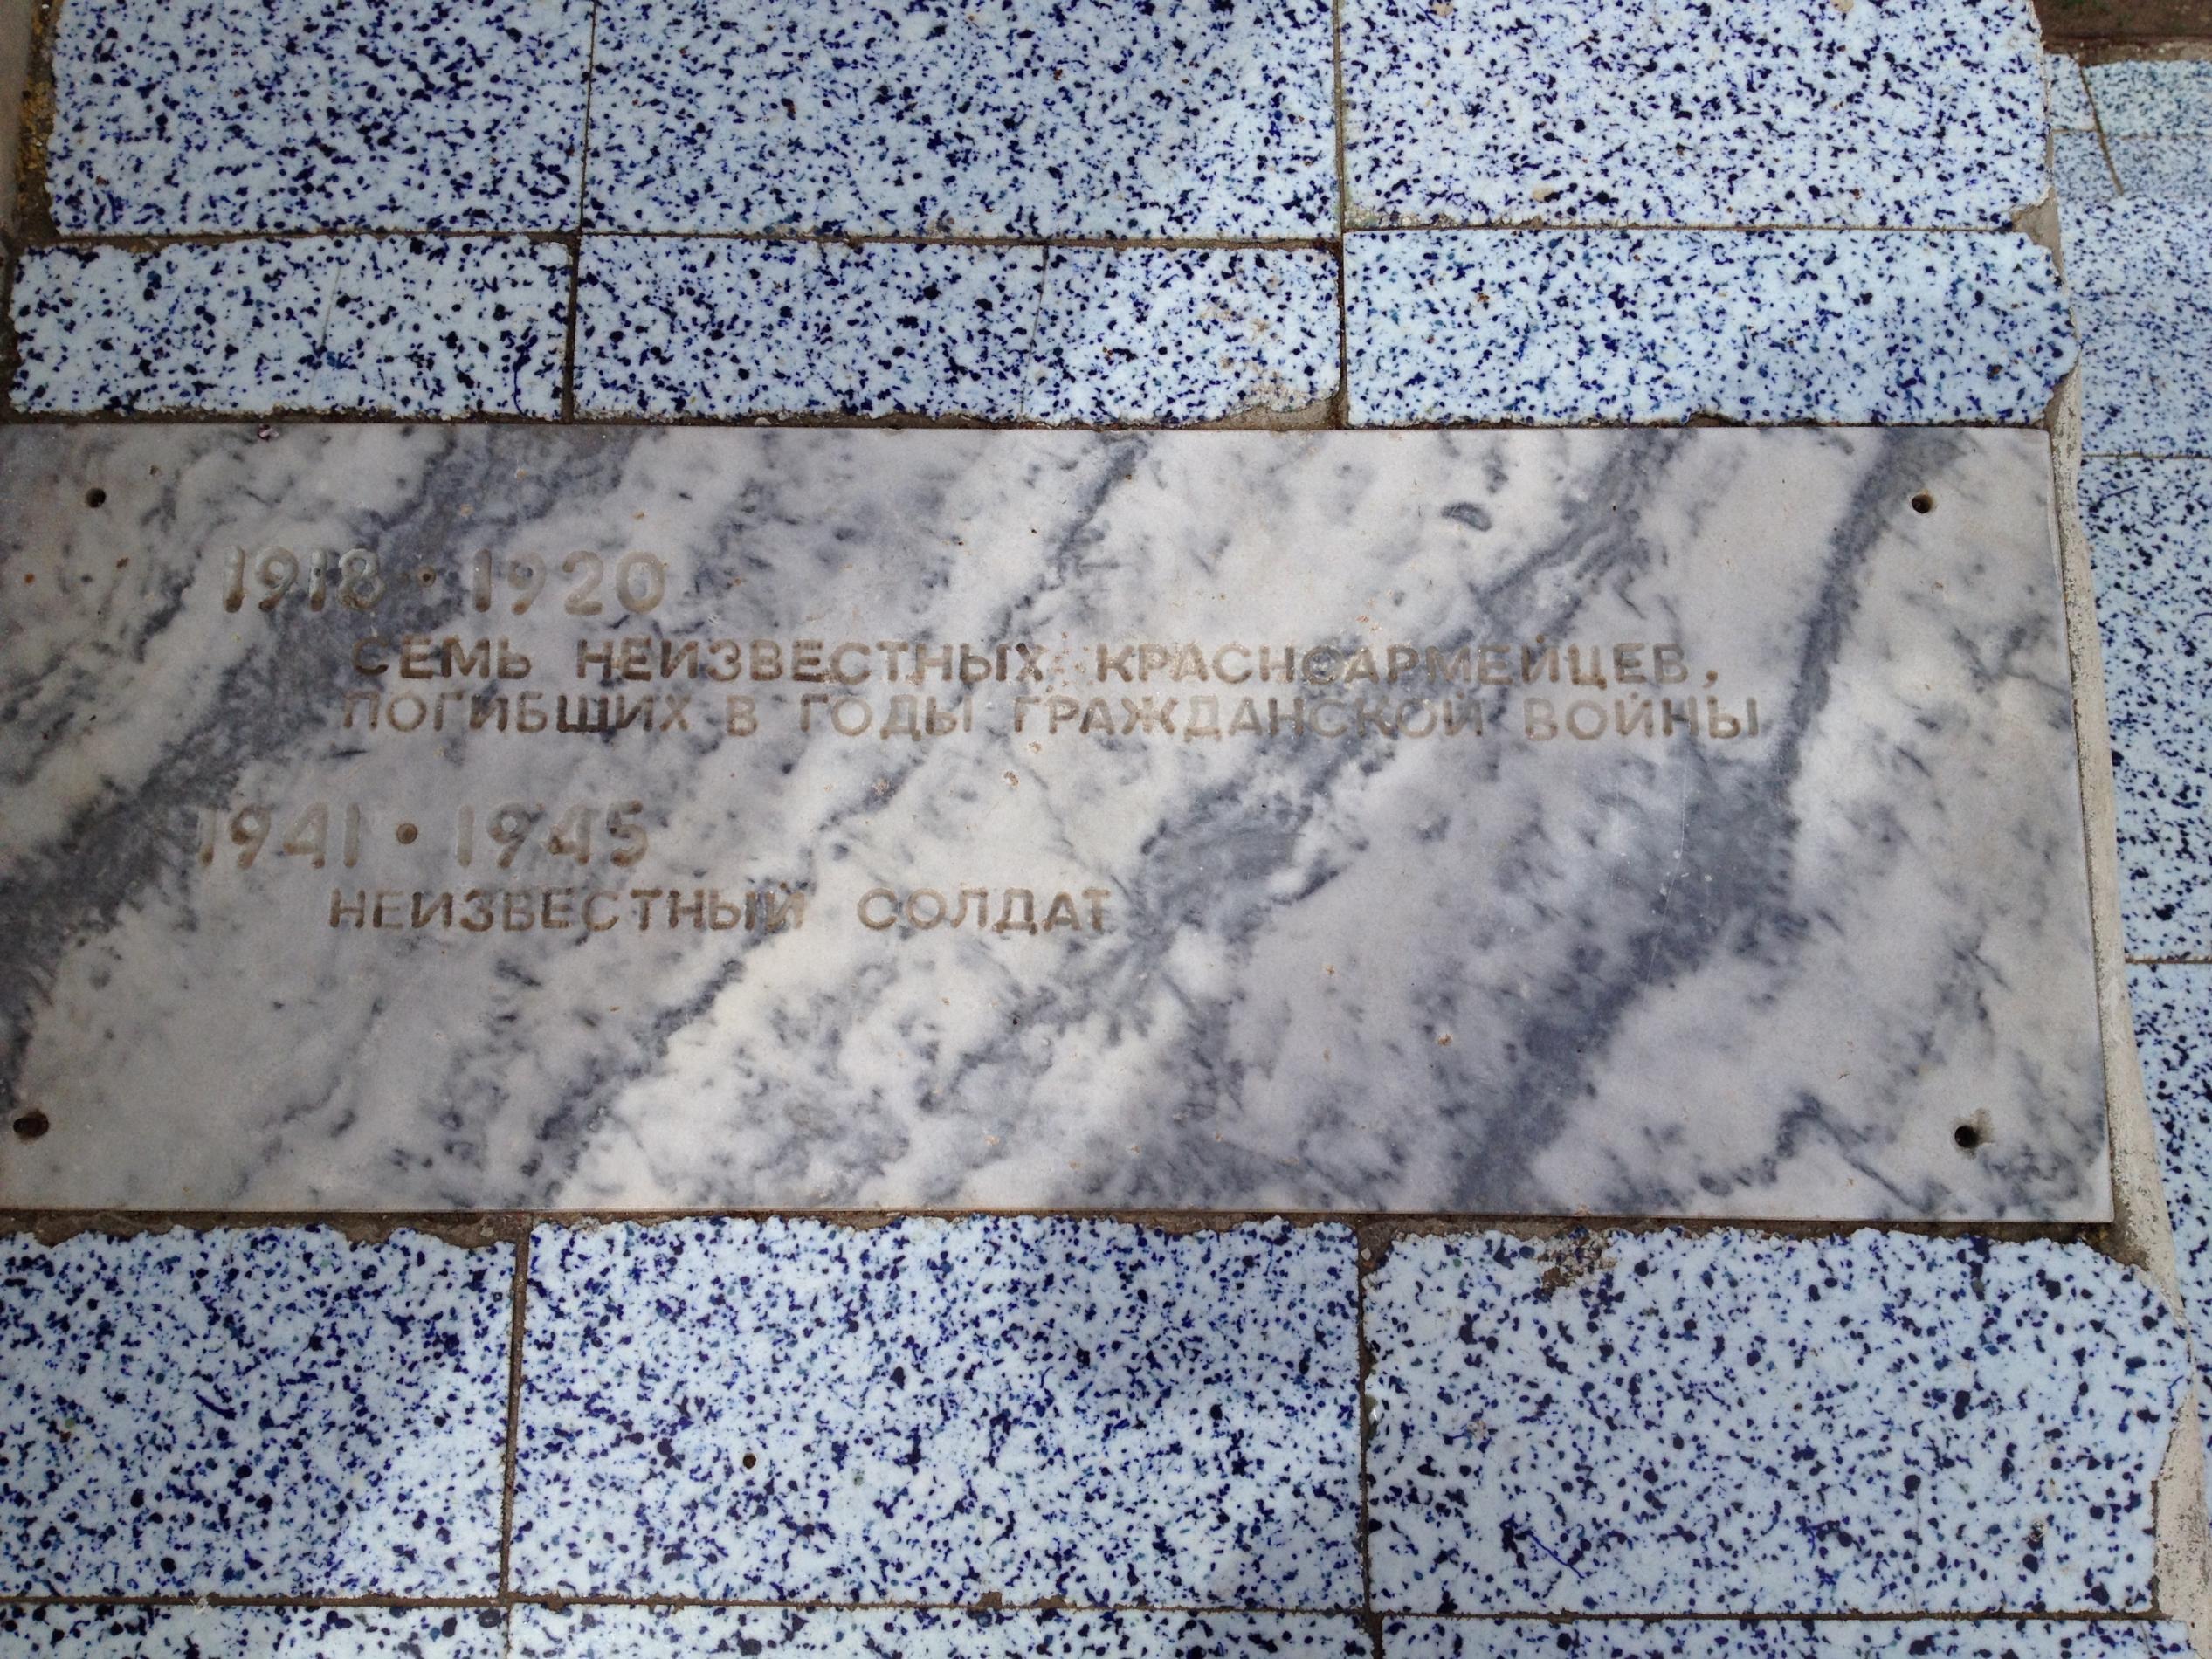 1918 • 1920
СЕМЬ НЕИЗВЕСТНЫХ КРАСНОАРМЕЙЦЕВ,
ПОГИБШИХ В ГОДЫ ГРАЖДАНСКОЙ ВОЙНЫ
1941 • 1945
НЕИЗВЕСТНЫЙ СОЛДАТ